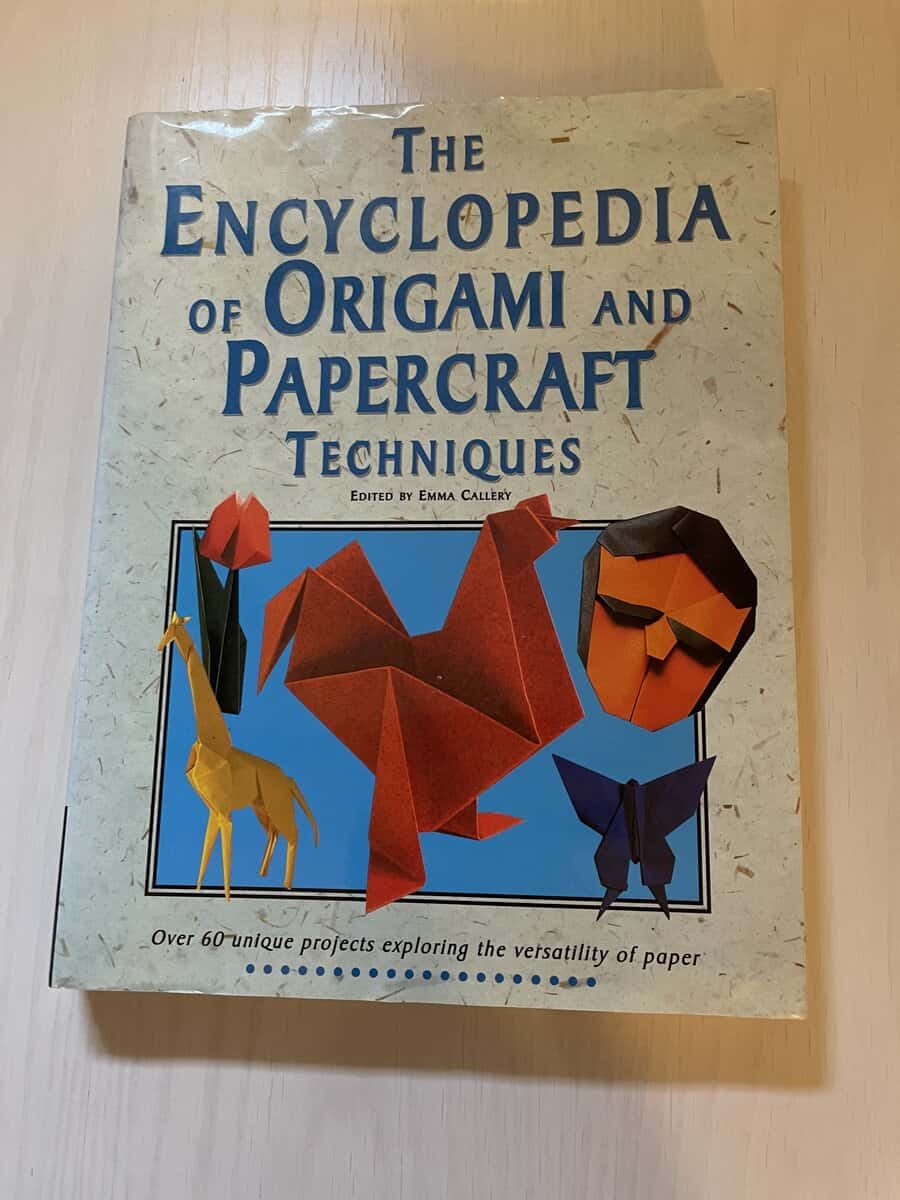 THE
ENCYCLOPEDIA
OF ORIGAMI AND
PAPERCRAFT
TECHNIQUES
EDITED BY EMMA CALLERY
Over 60 unique projects exploring the versatility of paper